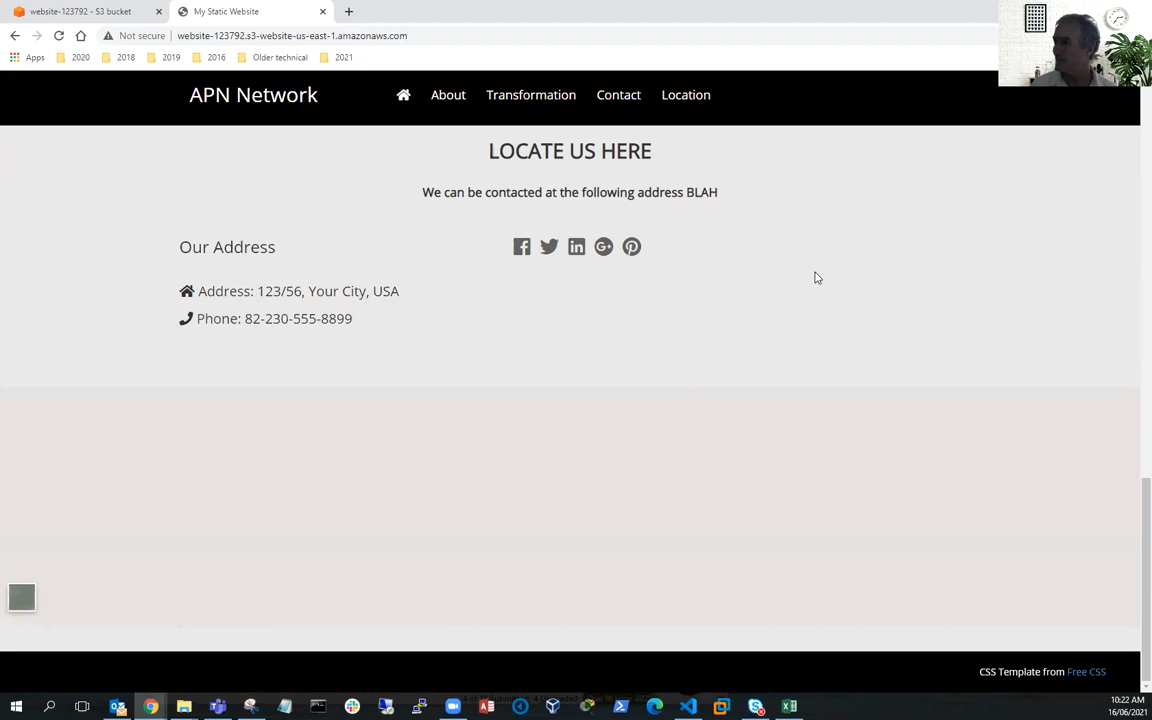 website-123792 - S3 bucket
My Static Website
Not secure
website-123792.s3-website-us-east-1.amazonaws.com
Apps 2020 2018 2019 2016 Older technical 2021
APN Network About Transformation Contact Location
LOCATE US HERE
We can be contacted at the following address BLAH
Our Address
Address: 123/56, Your City, USA
Phone: 82-230-555-8899
CSS Template from Free CSS
10:22 AM
16/06/2021